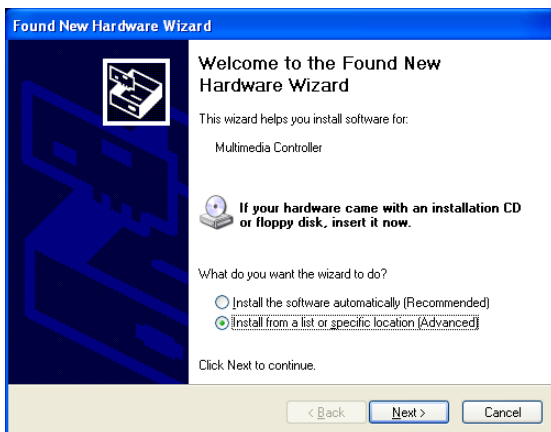 Found New Hardware Wizard
Welcome to the Found New
Hardware Wizard
This wizard helps you install software for:
Multimedia Controller
If your hardware came with an installation CD
or floppy disk, insert it now.
What do you want the wizard to do?
Install the software automatically (Recommended)
Install from a list or specific location (Advanced)
Click Next to continue.
< Back Next > Cancel